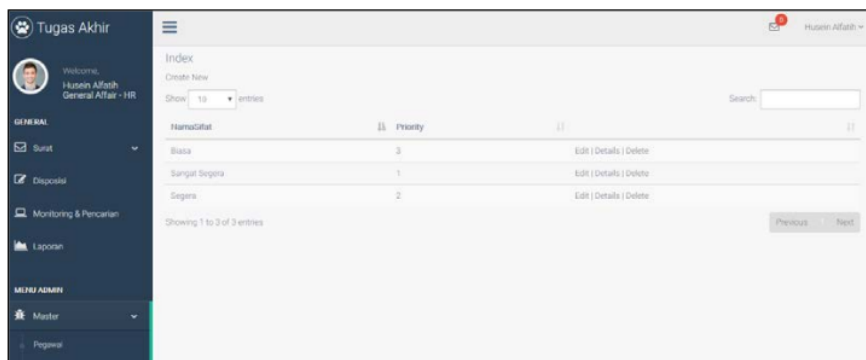 Tugas Akhir
Welcome,
Husein Alfatih
General Affair - HR
GENERAL
Surat
Disposisi
Monitoring & Pencarian
Laporan
MENU ADMIN
Master
Pegawai
Husein Alfatih
Index
Create New
Show 10 entries
Search:
NamaSifat Priority
Biasa 3 Edit | Details | Delete
Sangat Segera 1 Edit | Details | Delete
Segera 2 Edit | Details | Delete
Showing 1 to 3 of 3 entries
Previous 1 Next